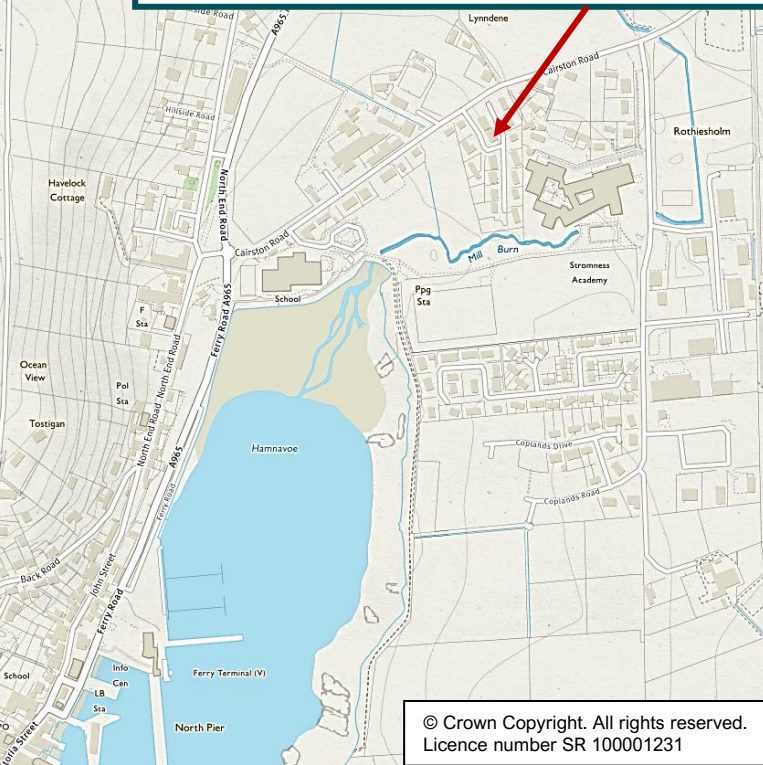 Lynndene
A965
Cairston Road
Hillside Road
Rothiesholm
Havelock
Cottage
North End Road
Cairston Road
Mill Burn
Stromness
Academy
School
Ppg
Sta
F
Sta
Ferry Road A965
Ocean
View
Pol
Sta
North End Road
North End Road
Tostigan
A965
Hamnavoe
Coplands Drive
Ferry Road
Coplands Road
Back Road
John Street
Ferry Road
School
Info
Cen
Ferry Terminal (V)
LB
Sta
North Pier
© Crown Copyright. All rights reserved.
Licence number SR 100001231